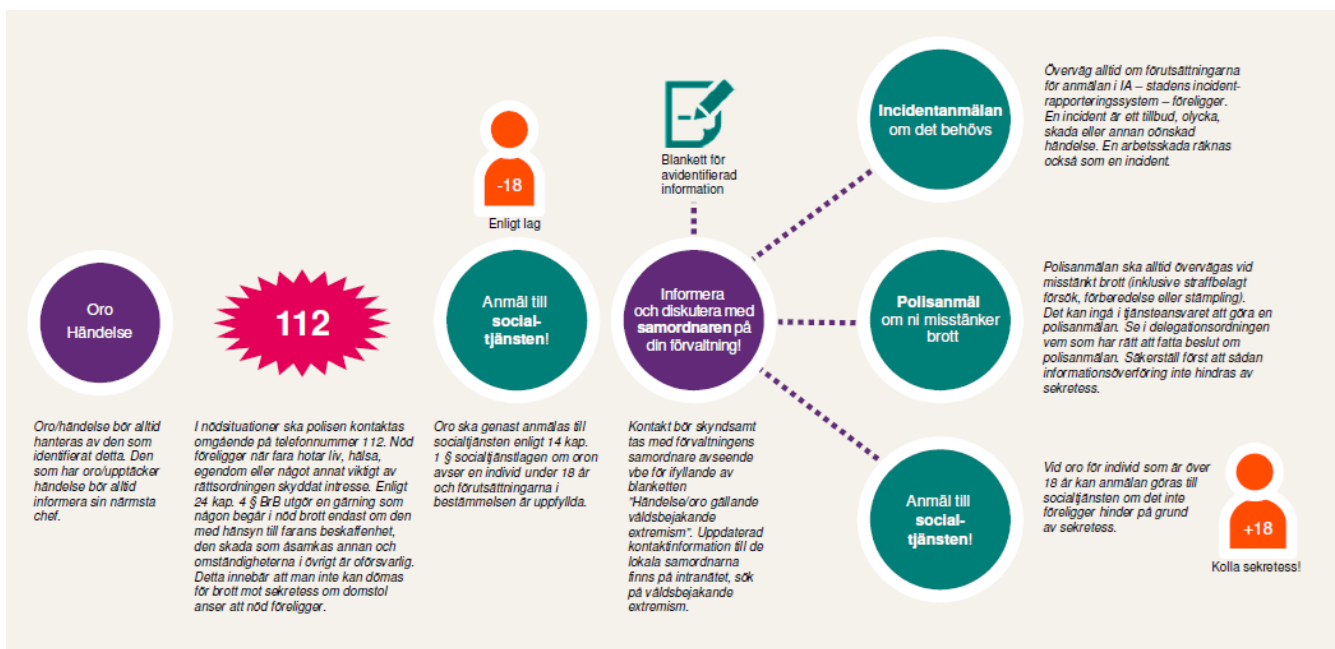 Oro
Händelse
Oro/händelse bör alltid
hanteras av den som
identifierat detta. Den
som har oro/upptäcker
händelse bör alltid
informera sin närmsta
chef.
112
I nödsituationer ska polisen kontaktas
omgående på telefonnummer 112. Nöd
föreligger när fara hotar liv, hälsa,
egendom eller något annat viktigt av
rättsordningen skyddat intresse. Enligt
24 kap. 4 § BrB utgör en gärning som
någon begår i nöd brott endast om den
med hänsyn till farans beskaffenhet,
den skada som åsamkas annan och
omständigheterna i övrigt är oförsvarlig.
Detta innebär att man inte kan dömas
för brott mot sekretess om domstol
anser att nöd föreligger.
-18
Enligt lag
Anmäl till
social-
tjänsten!
Oro ska genast anmälas till
socialtjänsten enligt 14 kap.
1 § socialtjänstlagen om oron
avser en individ under 18 år
och förutsättningarna i
bestämmelsen är uppfyllda.
Blankett för
avidentifierad
information
Informera
och diskutera med
samordnaren på
din förvaltning!
Kontakt bör skyndsamt
tas med förvaltningens
samordnare avseende
vbe för ifyllande av
blanketten
"Händelse/oro gällande
våldsbejakande
extremism". Uppdaterad
kontaktinformation till de
lokala samordnarna
finns på intranätet, sök
på våldsbejakande
extremism.
Incidentanmälan
om det behövs
Överväg alltid om förutsättningarna
för anmälan i IA – stadens incident-
rapporteringssystem – föreligger.
En incident är ett tillbud, olycka,
skada eller annan oönskad
händelse. En arbetsskada räknas
också som en incident.
Polisanmäl
om ni misstänker
brott
Polisanmälan ska alltid övervägas vid
misstänkt brott (inklusive straffbelagt
försök, förberedelse eller stämpling).
Det kan ingå i tjänsteansvaret att göra en
polisanmälan. Se i delegationsordningen
vem som har rätt att fatta beslut om
polisanmälan. Säkerställ först att sådan
informationsöverföring inte hindras av
sekretess.
Anmäl till
social-
tjänsten!
Vid oro för individ som är över
18 år kan anmälan göras till
socialtjänsten om det inte
föreligger hinder på grund
av sekretess.
+18
Kolla sekretess!